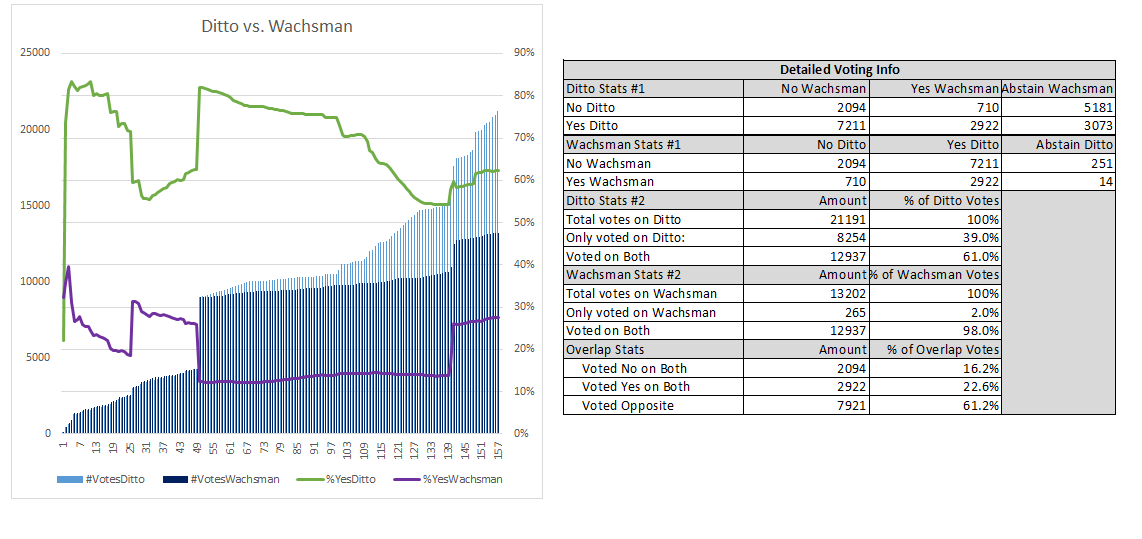 Ditto vs. Wachsman
25000
20000
15000
10000
5000
0
90%
80%
70%
60%
50%
40%
30%
20%
10%
0%
1 7 13 19 25 31 37 43 49 55 61 67 73 79 85 91 97 103 109 115 121 127 133 139 145 151 157
#VotesDitto #VotesWachsman %YesDitto %YesWachsman
Detailed Voting Info
Ditto Stats #1 No Wachsman Yes Wachsman Abstain Wachsman
No Ditto 2094 710 5181
Yes Ditto 7211 2922 3073
Wachsman Stats #1 No Ditto Yes Ditto Abstain Ditto
No Wachsman 2094 7211 251
Yes Wachsman 710 2922 14
Ditto Stats #2 Amount % of Ditto Votes
Total votes on Ditto 21191 100%
Only voted on Ditto: 8254 39.0%
Voted on Both 12937 61.0%
Wachsman Stats #2 Amount % of Wachsman Votes
Total votes on Wachsman 13202 100%
Only voted on Wachsman 265 2.0%
Voted on Both 12937 98.0%
Overlap Stats Amount % of Overlap Votes
Voted No on Both 2094 16.2%
Voted Yes on Both 2922 22.6%
Voted Opposite 7921 61.2%